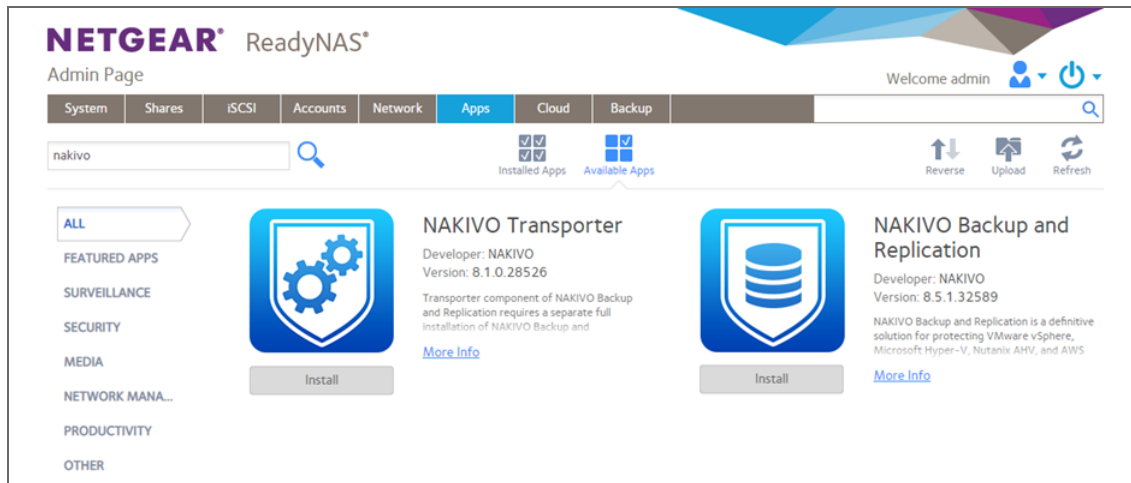 NETGEAR® ReadyNAS®
Admin Page
Welcome admin
System Shares iSCSI Accounts Network Apps Cloud Backup
nakivo
Installed Apps Available Apps
Reverse Upload Refresh
ALL
FEATURED APPS
SURVEILLANCE
SECURITY
MEDIA
NETWORK MANA...
PRODUCTIVITY
OTHER
NAKIVO Transporter
Developer: NAKIVO
Version: 8.1.0.28526
Transporter component of NAKIVO Backup
and Replication requires a separate full
installation of NAKIVO Backup and
More Info
Install
NAKIVO Backup and
Replication
Developer: NAKIVO
Version: 8.5.1.32589
NAKIVO Backup and Replication is a definitive
solution for protecting VMware vSphere,
Microsoft Hyper-V, Nutanix AHV, and AWS
More Info
Install